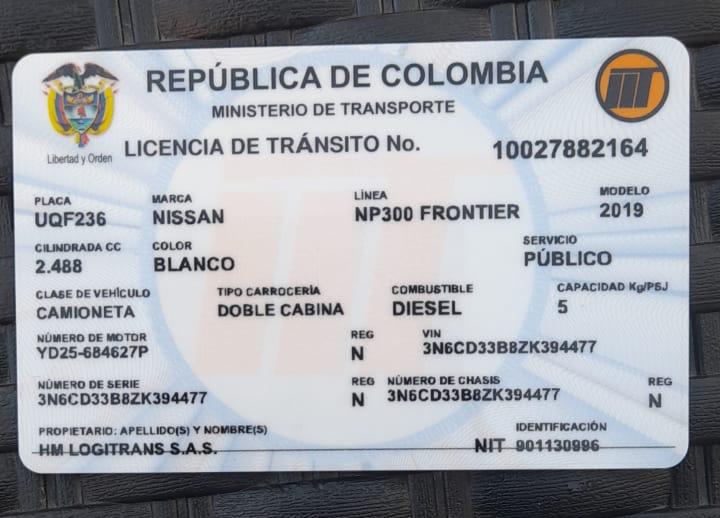 REPÚBLICA DE COLOMBIA
MINISTERIO DE TRANSPORTE
Libertad y Orden
LICENCIA DE TRÁNSITO No. 10027882164
PLACA MARCA LÍNEA MODELO
UQF236 NISSAN NP300 FRONTIER 2019
CILINDRADA CC COLOR SERVICIO
2.488 BLANCO PÚBLICO
CLASE DE VEHÍCULO TIPO CARROCERÍA COMBUSTIBLE CAPACIDAD Kg/PSJ
CAMIONETA DOBLE CABINA DIESEL 5
NÚMERO DE MOTOR REG VIN
YD25-684627P N 3N6CD33B8ZK394477
NÚMERO DE SERIE REG NÚMERO DE CHASIS REG
3N6CD33B8ZK394477 N 3N6CD33B8ZK394477 N
PROPIETARIO: APELLIDO(S) Y NOMBRE(S) IDENTIFICACIÓN
HM LOGITRANS S.A.S. NIT 901130996